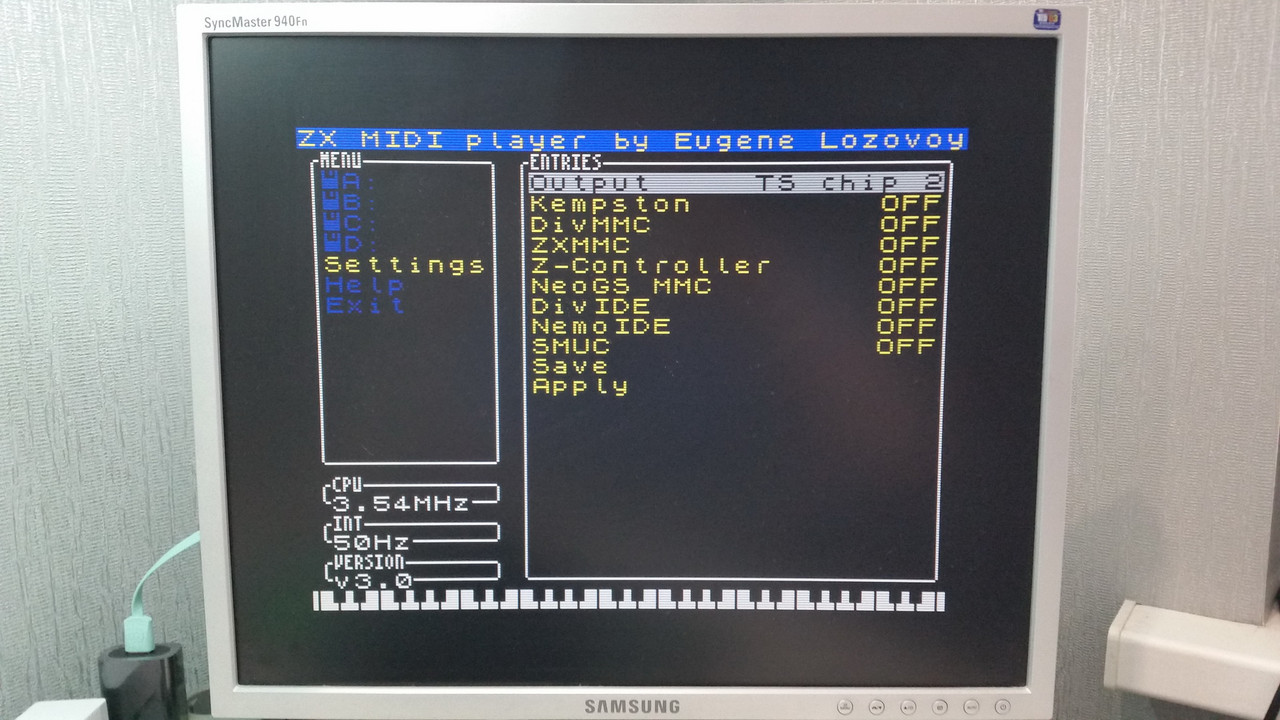 SyncMaster 940Fn
ZX MIDI player by Eugene Lozovoy
MENU
A:
B:
C:
D:
Settings
Help
Exit
ENTRIES
Output TS chip 2
Kempston OFF
DivMMC OFF
ZXMMC OFF
Z-Controller OFF
NeoGS MMC OFF
DivIDE OFF
NemoIDE OFF
SMUC OFF
Save
Apply
CPU
3.54MHz
INT
50Hz
VERSION
v3.0
SAMSUNG